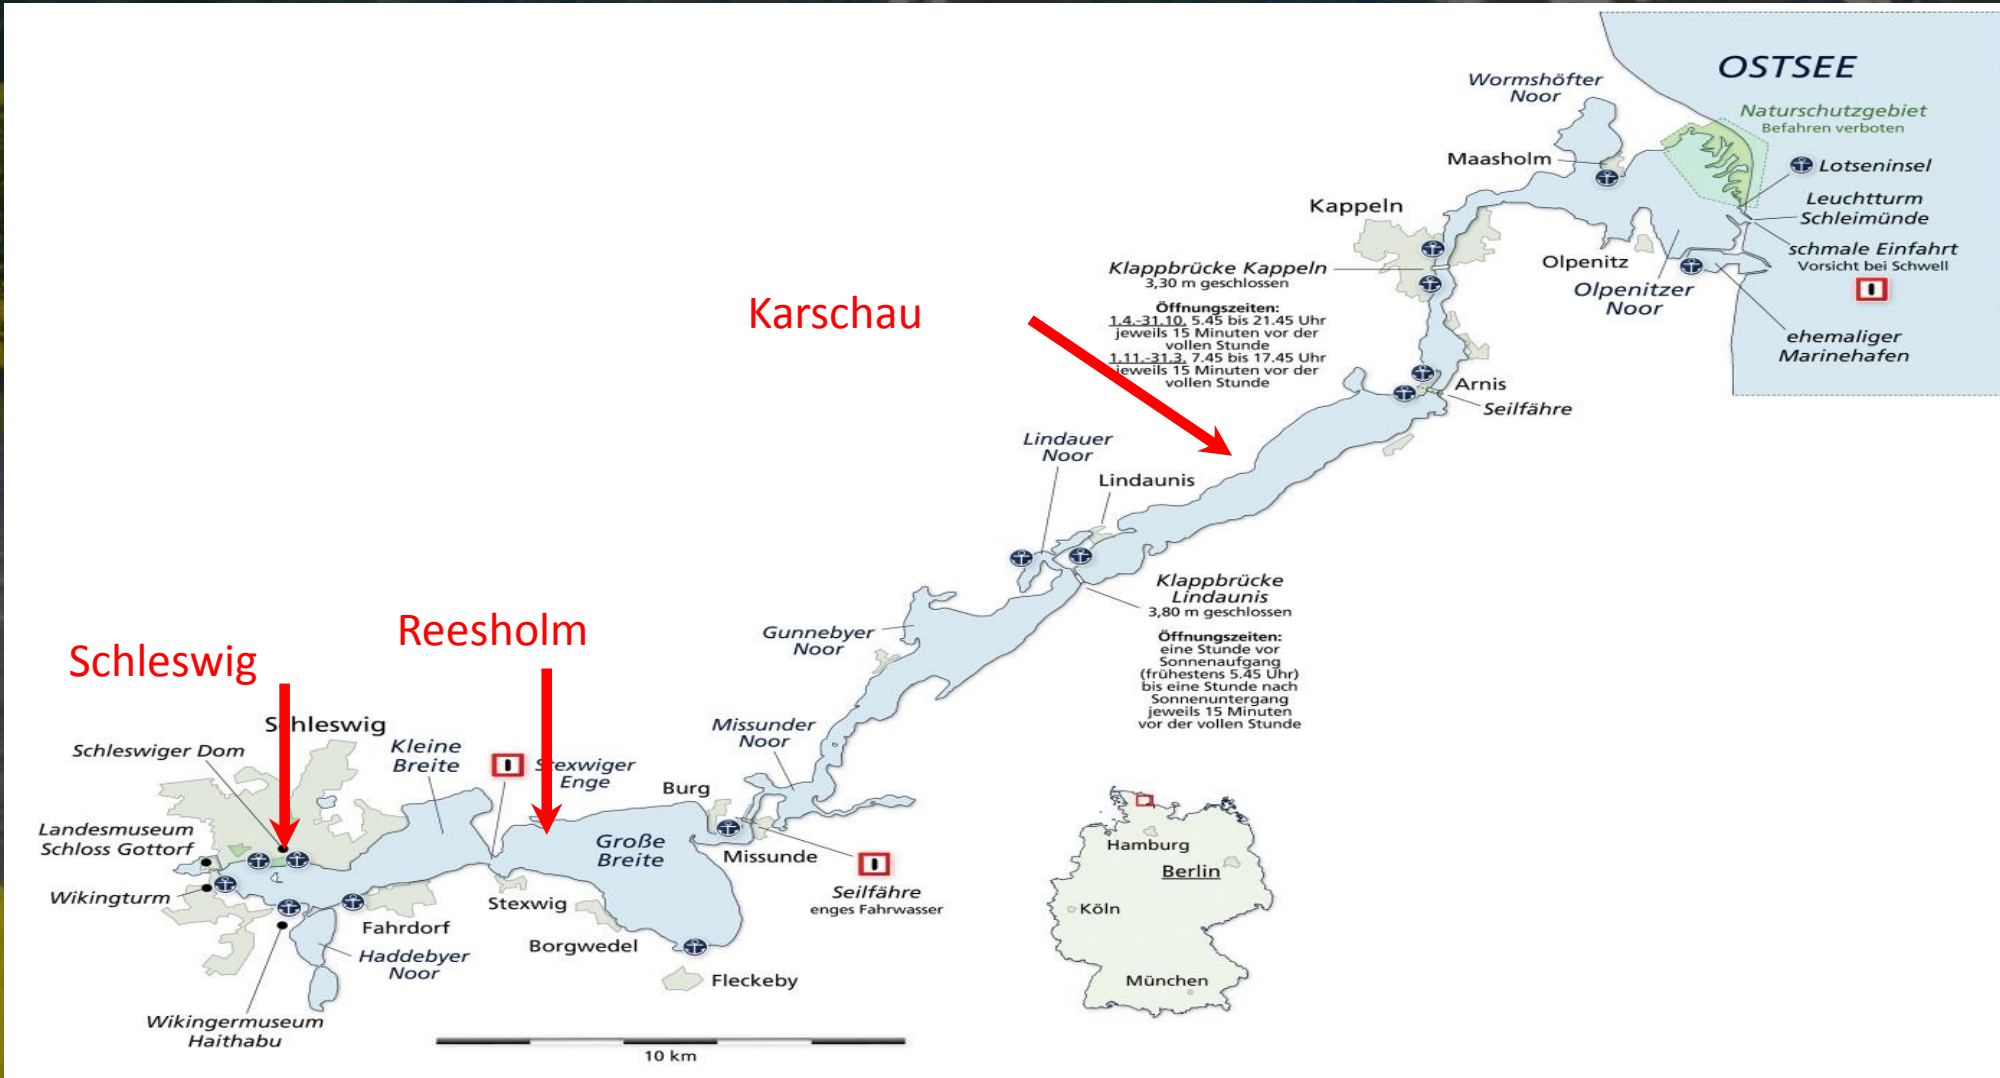 OSTSEE
Wormshöfter
Noor
Naturschutzgebiet
Befahren verboten
Maasholm
Lotseninsel
Leuchtturm
Schleimünde
Kappeln
schmale Einfahrt
Vorsicht bei Schwell
Olpenitz
Olpenitzer
Noor
ehemaliger
Marinehafen
Klappbrücke Kappeln
3,30 m geschlossen
Öffnungszeiten:
1.4.-31.10. 5.45 bis 21.45 Uhr
jeweils 15 Minuten vor der
vollen Stunde
1.11.-31.3. 7.45 bis 17.45 Uhr
jeweils 15 Minuten vor der
vollen Stunde
Karschau
Arnis
Seilfähre
Lindauer
Noor
Lindaunis
Klappbrücke
Lindaunis
3,80 m geschlossen
Öffnungszeiten:
eine Stunde vor
Sonnenaufgang
(frühestens 5.45 Uhr)
bis eine Stunde nach
Sonnenuntergang
jeweils 15 Minuten
vor der vollen Stunde
Gunnebyer
Noor
Reesholm
Schleswig
Schleswig
Missunder
Noor
Schleswiger Dom
Kleine
Breite
Stexwiger
Enge
Burg
Landesmuseum
Schloss Gottorf
Große
Breite
Missunde
Seilfähre
enges Fahrwasser
Wikingturm
Stexwig
Fahrdorf
Borgwedel
Haddebyer
Noor
Fleckeby
Wikingermuseum
Haithabu
10 km
Hamburg
Berlin
Köln
München